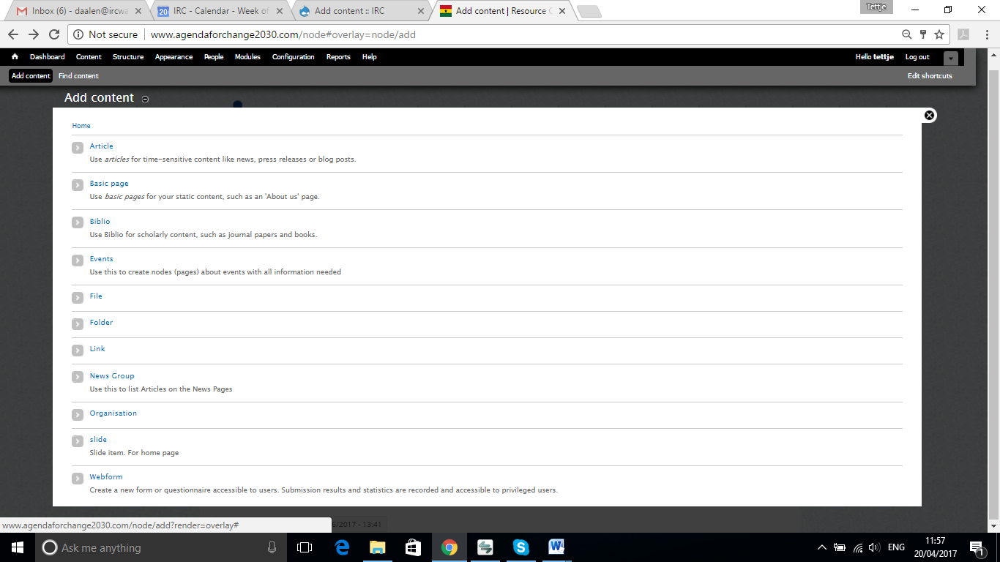 Inbox (6) - daalen@ircwa
IRC - Calendar - Week of
Add content :: IRC
Add content | Resource C
Tettje
Not secure
www.agendaforchange2030.com/node#overlay=node/add
Dashboard Content Structure Appearance People Modules Configuration Reports Help
Hello tettje Log out
Add content Find content
Edit shortcuts
Add content
Home
Article
Use articles for time-sensitive content like news, press releases or blog posts.
Basic page
Use basic pages for your static content, such as an 'About us' page.
Biblio
Use Biblio for scholarly content, such as journal papers and books.
Events
Use this to create nodes (pages) about events with all information needed
File
Folder
Link
News Group
Use this to list Articles on the News Pages
Organisation
slide
Slide item. For home page
Webform
Create a new form or questionnaire accessible to users. Submission results and statistics are recorded and accessible to privileged users.
www.agendaforchange2030.com/node/add?render=overlay#
6/2017 - 13:41
Ask me anything
ENG
11:57
20/04/2017
1